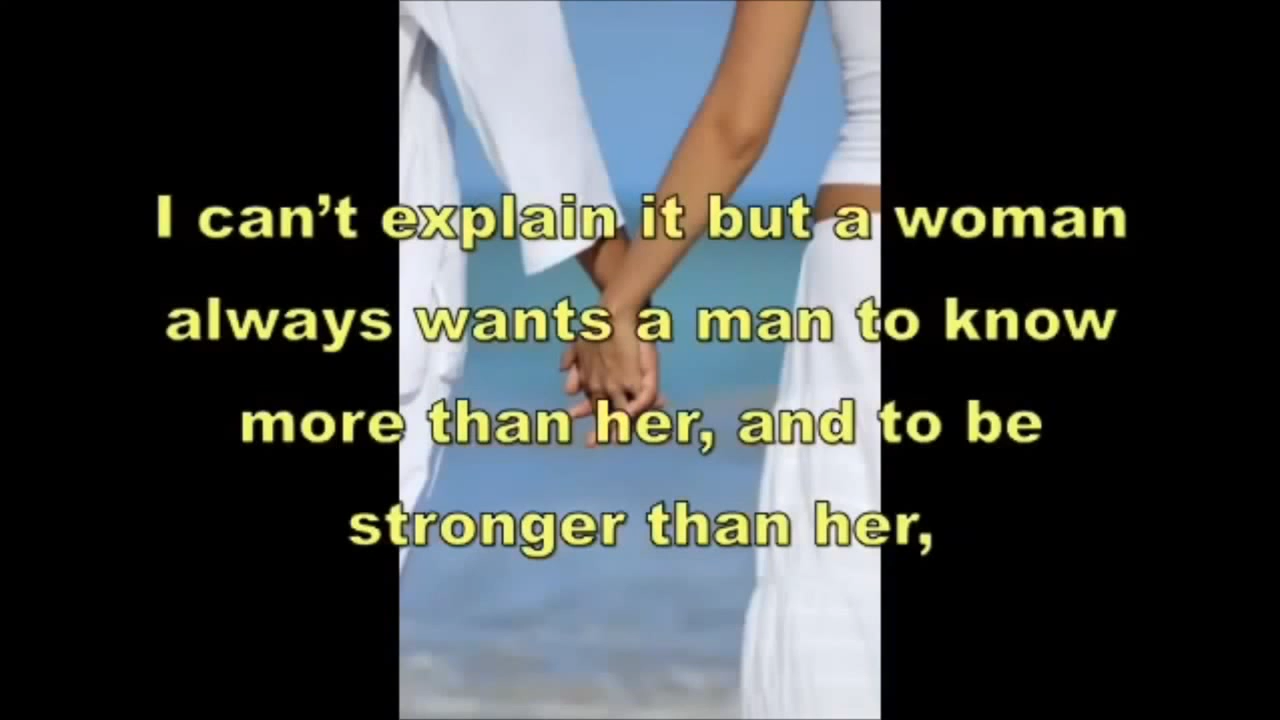 I can’t explain it but a woman
always wants a man to know
more than her, and to be
stronger than her,